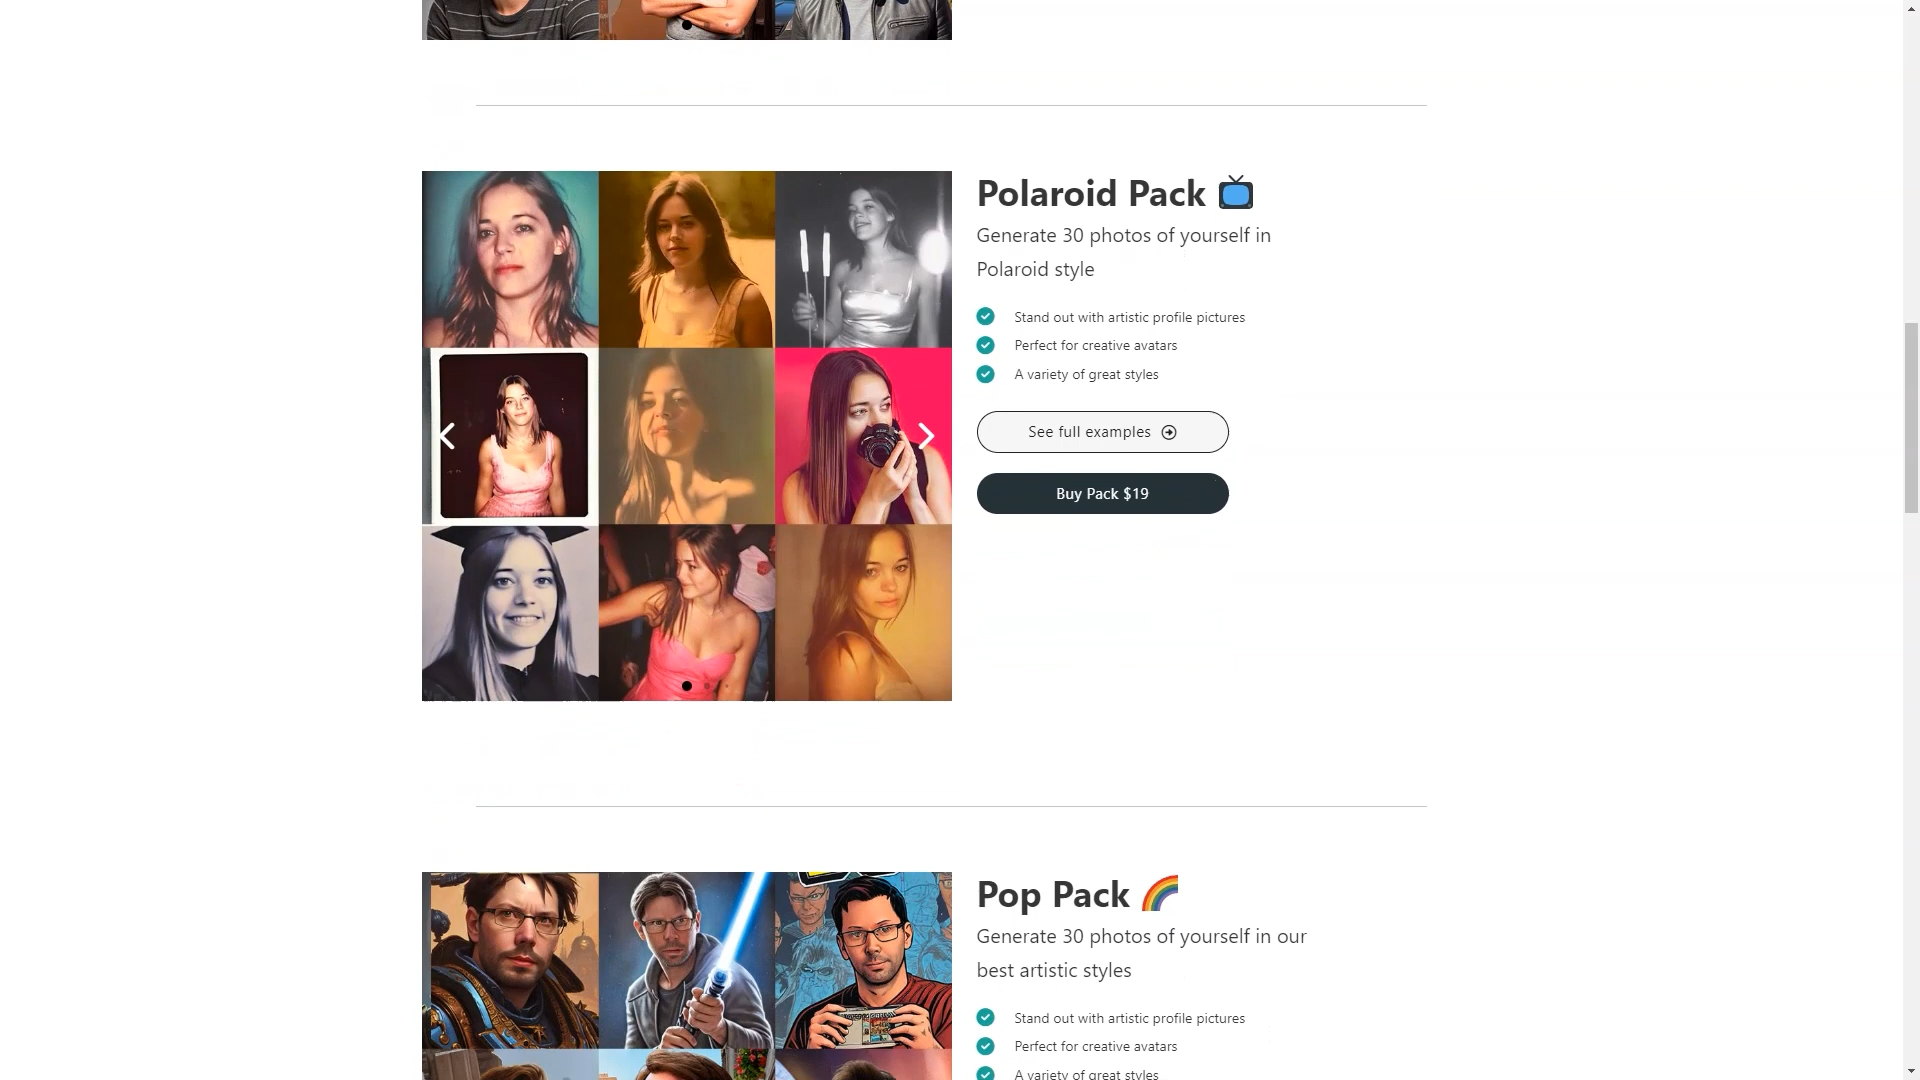 Polaroid Pack
Generate 30 photos of yourself in
Polaroid style
Stand out with artistic profile pictures
Perfect for creative avatars
A variety of great styles
See full examples
Buy Pack $19
Pop Pack
Generate 30 photos of yourself in our
best artistic styles
Stand out with artistic profile pictures
Perfect for creative avatars
A variety of great styles